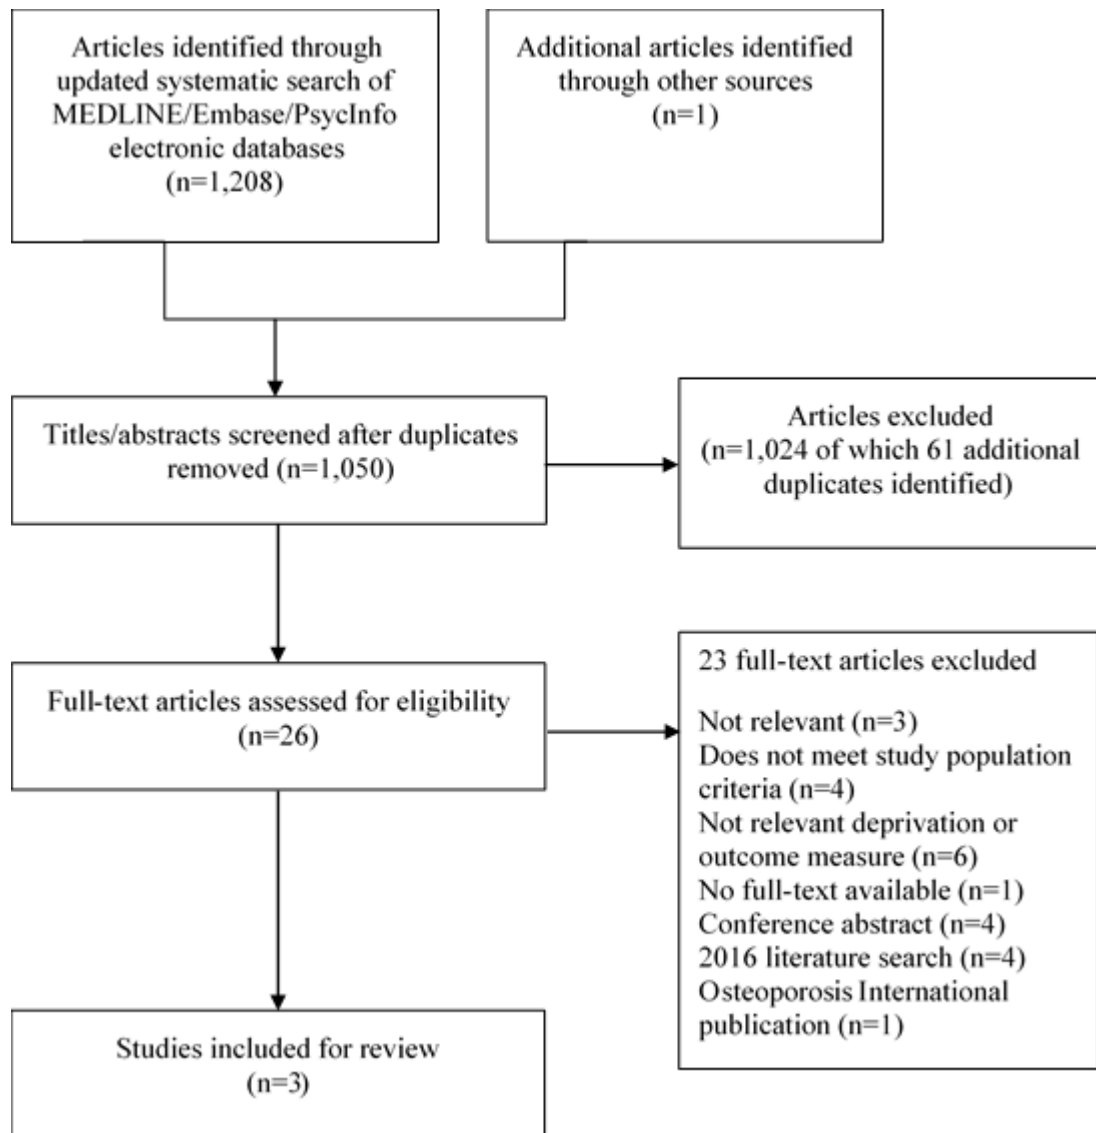 Articles identified through
updated systematic search of
MEDLINE/Embase/PsycInfo
electronic databases
(n=1,208)
Additional articles identified
through other sources
(n=1)
Titles/abstracts screened after duplicates
removed (n=1,050)
Articles excluded
(n=1,024 of which 61 additional
duplicates identified)
Full-text articles assessed for eligibility
(n=26)
23 full-text articles excluded
Not relevant (n=3)
Does not meet study population
criteria (n=4)
Not relevant deprivation or
outcome measure (n=6)
No full-text available (n=1)
Conference abstract (n=4)
2016 literature search (n=4)
Osteoporosis International
publication (n=1)
Studies included for review
(n=3)